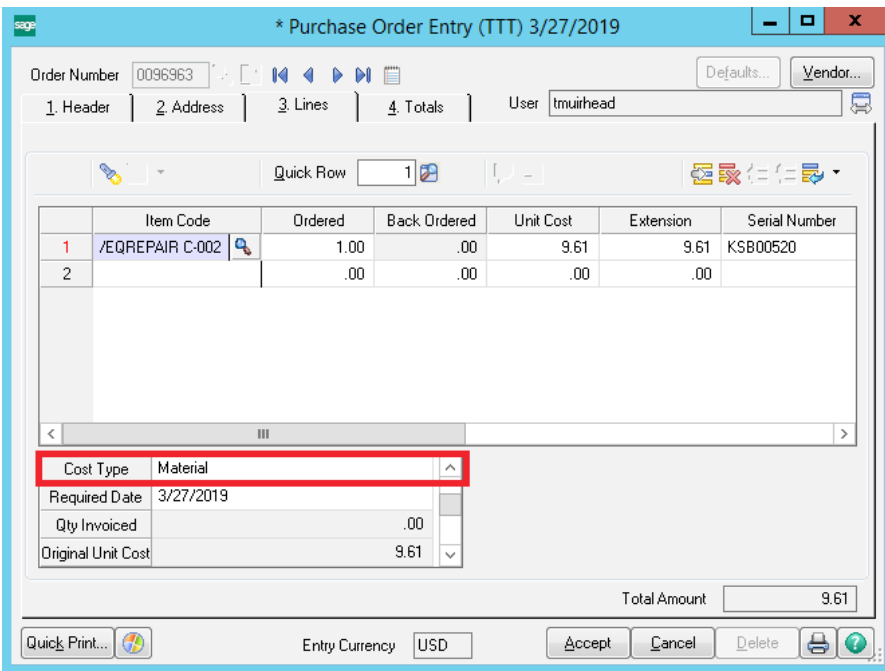 sage
* Purchase Order Entry (TTT) 3/27/2019
Order Number 0096963 Defaults... Vendor...
1. Header 2. Address 3. Lines 4. Totals User tmuirhead
Quick Row 1
Item Code Ordered Back Ordered Unit Cost Extension Serial Number
1 /EQREPAIR C-002 1.00 .00 9.61 9.61 KSB00520
2 .00 .00 .00 .00
Cost Type Material
Required Date 3/27/2019
Qty Invoiced .00
Original Unit Cost 9.61
Total Amount 9.61
Quick Print... Entry Currency USD Accept Cancel Delete